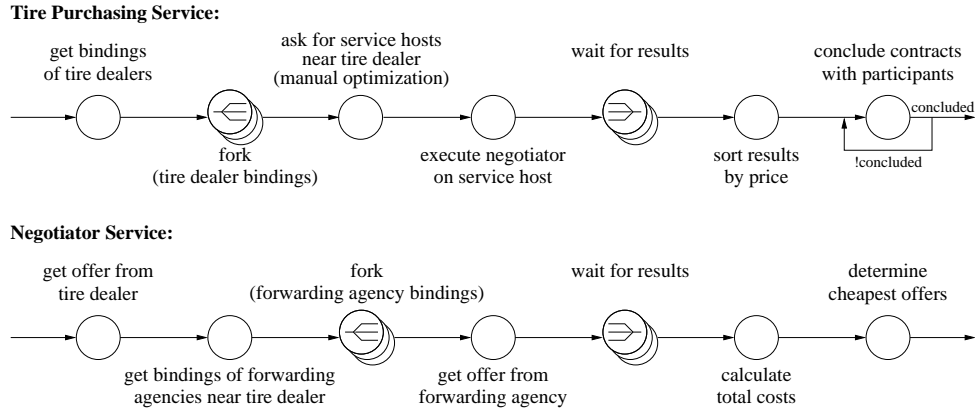 Tire Purchasing Service:
get bindings
of tire dealers
fork
(tire dealer bindings)
ask for service hosts
near tire dealer
(manual optimization)
execute negotiator
on service host
wait for results
sort results
by price
conclude contracts
with participants
concluded
!concluded
Negotiator Service:
get offer from
tire dealer
get bindings of forwarding
agencies near tire dealer
fork
(forwarding agency bindings)
get offer from
forwarding agency
wait for results
calculate
total costs
determine
cheapest offers